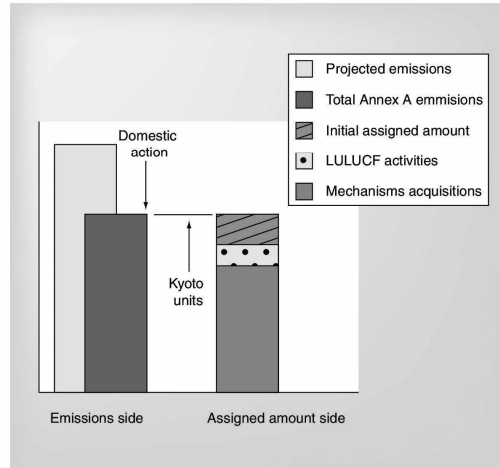 Projected emissions
Total Annex A emmisions
Initial assigned amount
LULUCF activities
Mechanisms acquisitions
Domestic
action
Kyoto
units
Emissions side
Assigned amount side